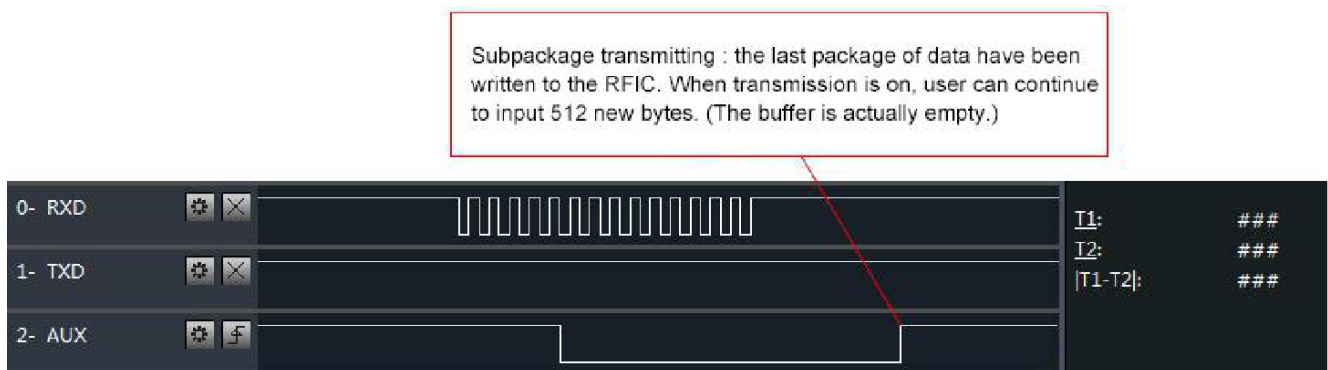 Subpackage transmitting : the last package of data have been
written to the RFIC. When transmission is on, user can continue
to input 512 new bytes. (The buffer is actually empty.)
0- RXD
1- TXD
2- AUX
T1: ###
T2: ###
|T1-T2|: ###